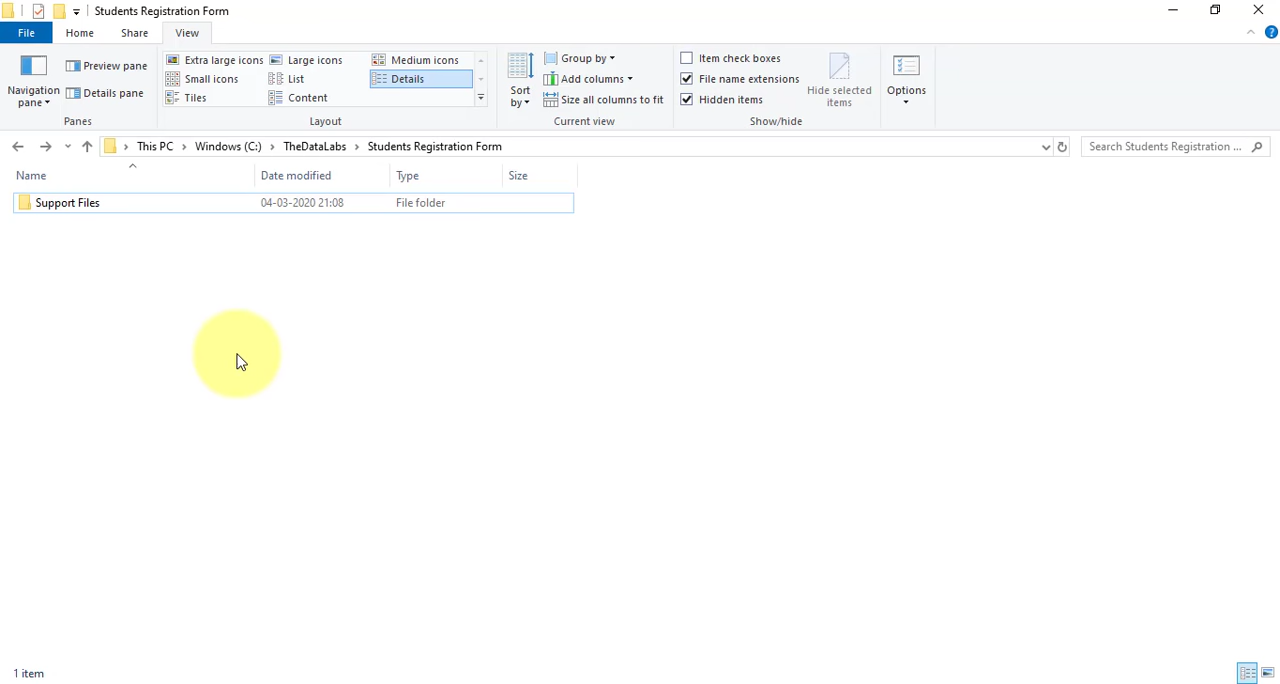 Students Registration Form
File Home Share View
Navigation pane
Preview pane
Details pane
Panes
Extra large icons Large icons Medium icons
Small icons List Details
Tiles Content
Layout
Sort by
Group by
Add columns
Size all columns to fit
Current view
Item check boxes
File name extensions
Hidden items
Hide selected items
Show/hide
Options
This PC › Windows (C:) › TheDataLabs › Students Registration Form
Search Students Registration ...
Name Date modified Type Size
Support Files 04-03-2020 21:08 File folder
1 item